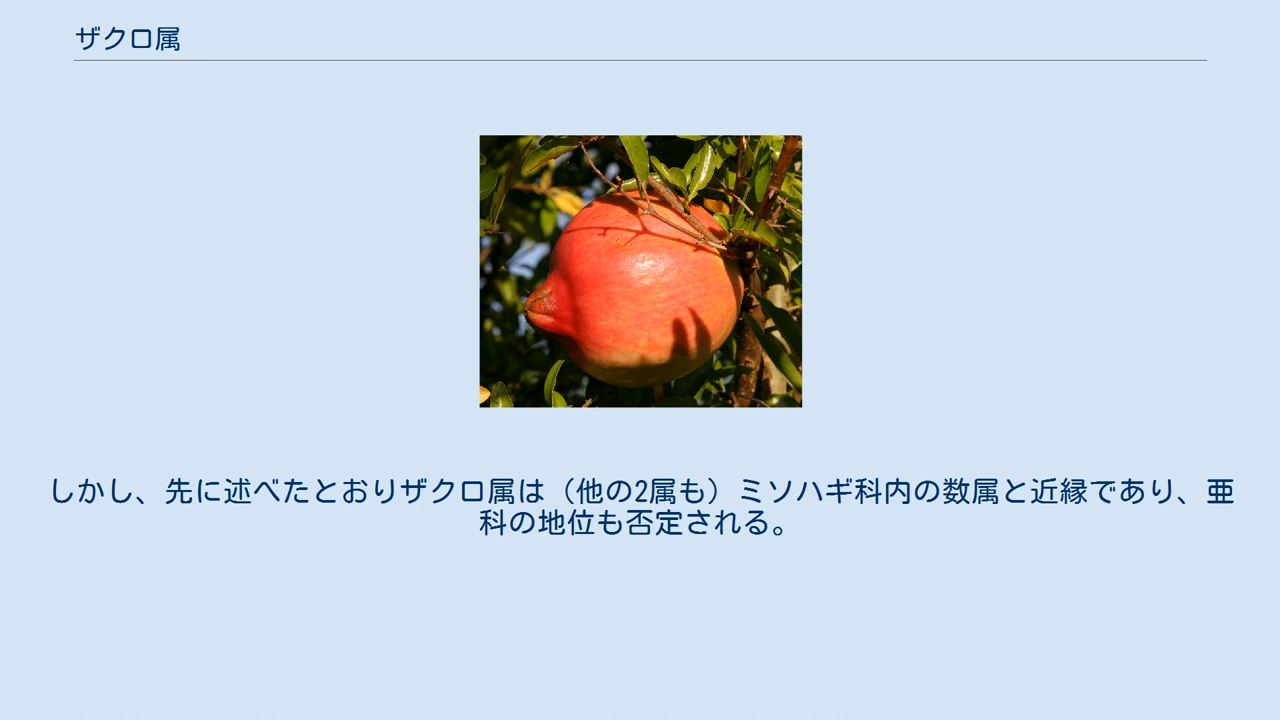 ザクロ属
しかし、先に述べたとおりザクロ属は（他の2属も）ミソハギ科内の数属と近縁であり、亜
科の地位も否定される。